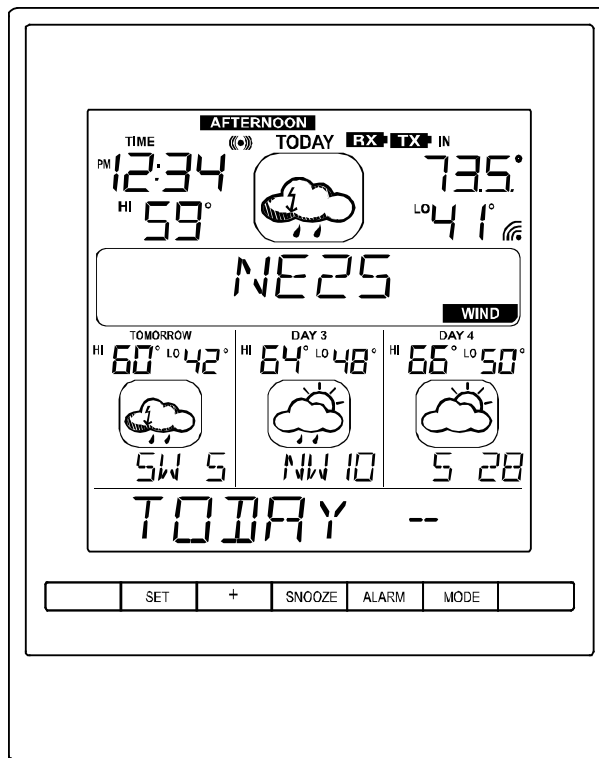 AFTERNOON
TIME TODAY RX TX IN
PM 12:34 73.5°
HI 59° LO 41°
NE25
WIND
TOMORROW DAY 3 DAY 4
HI 60° LO 42° HI 64° LO 48° HI 66° LO 50°
SW 5 NW 10 S 28
TODAY --
SET + SNOOZE ALARM MODE